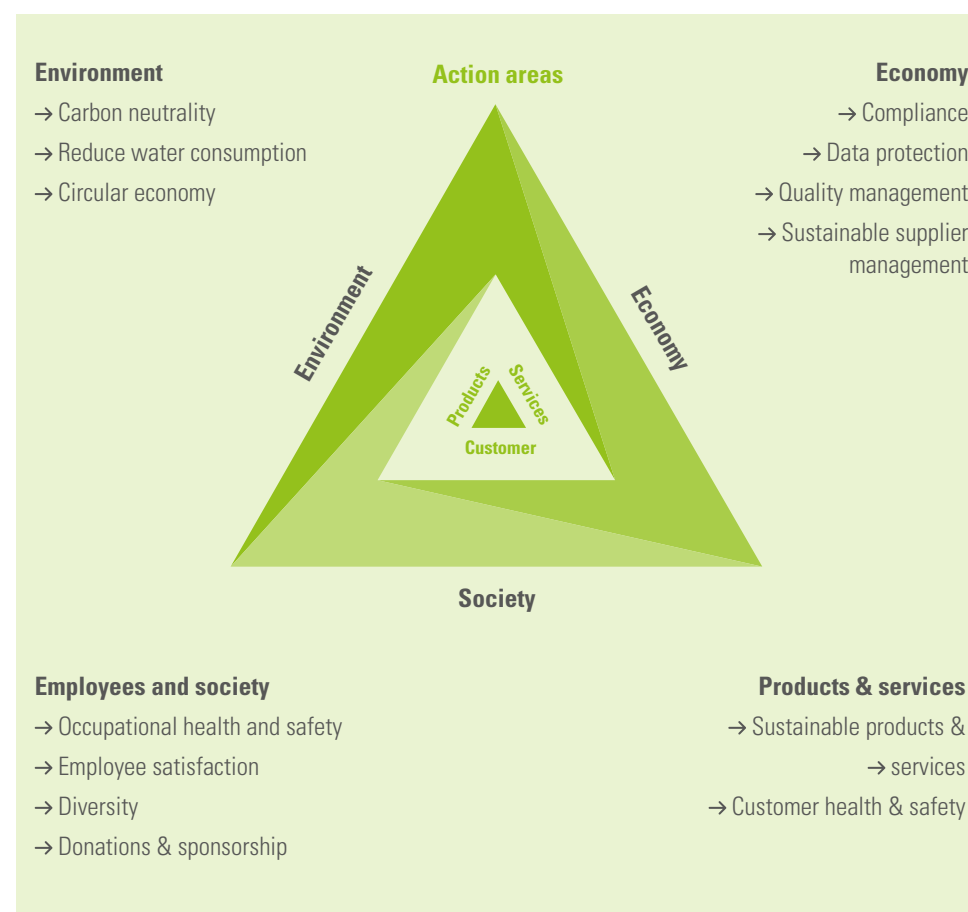 Environment
→ Carbon neutrality
→ Reduce water consumption
→ Circular economy
Action areas
Economy
→ Compliance
→ Data protection
→ Quality management
→ Sustainable supplier
management
Environment
Economy
Products
Services
Customer
Society
Employees and society
→ Occupational health and safety
→ Employee satisfaction
→ Diversity
→ Donations & sponsorship
Products & services
→ Sustainable products &
→ services
→ Customer health & safety